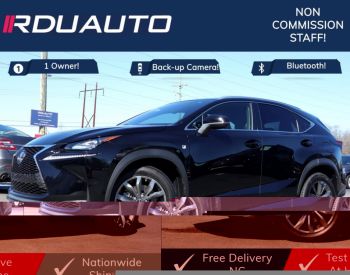 RDUAUTO
NON
COMMISSION
STAFF!
1 1 Owner!
Back-up Camera!
Bluetooth!
Nationwide
Free Delivery
NC
Test